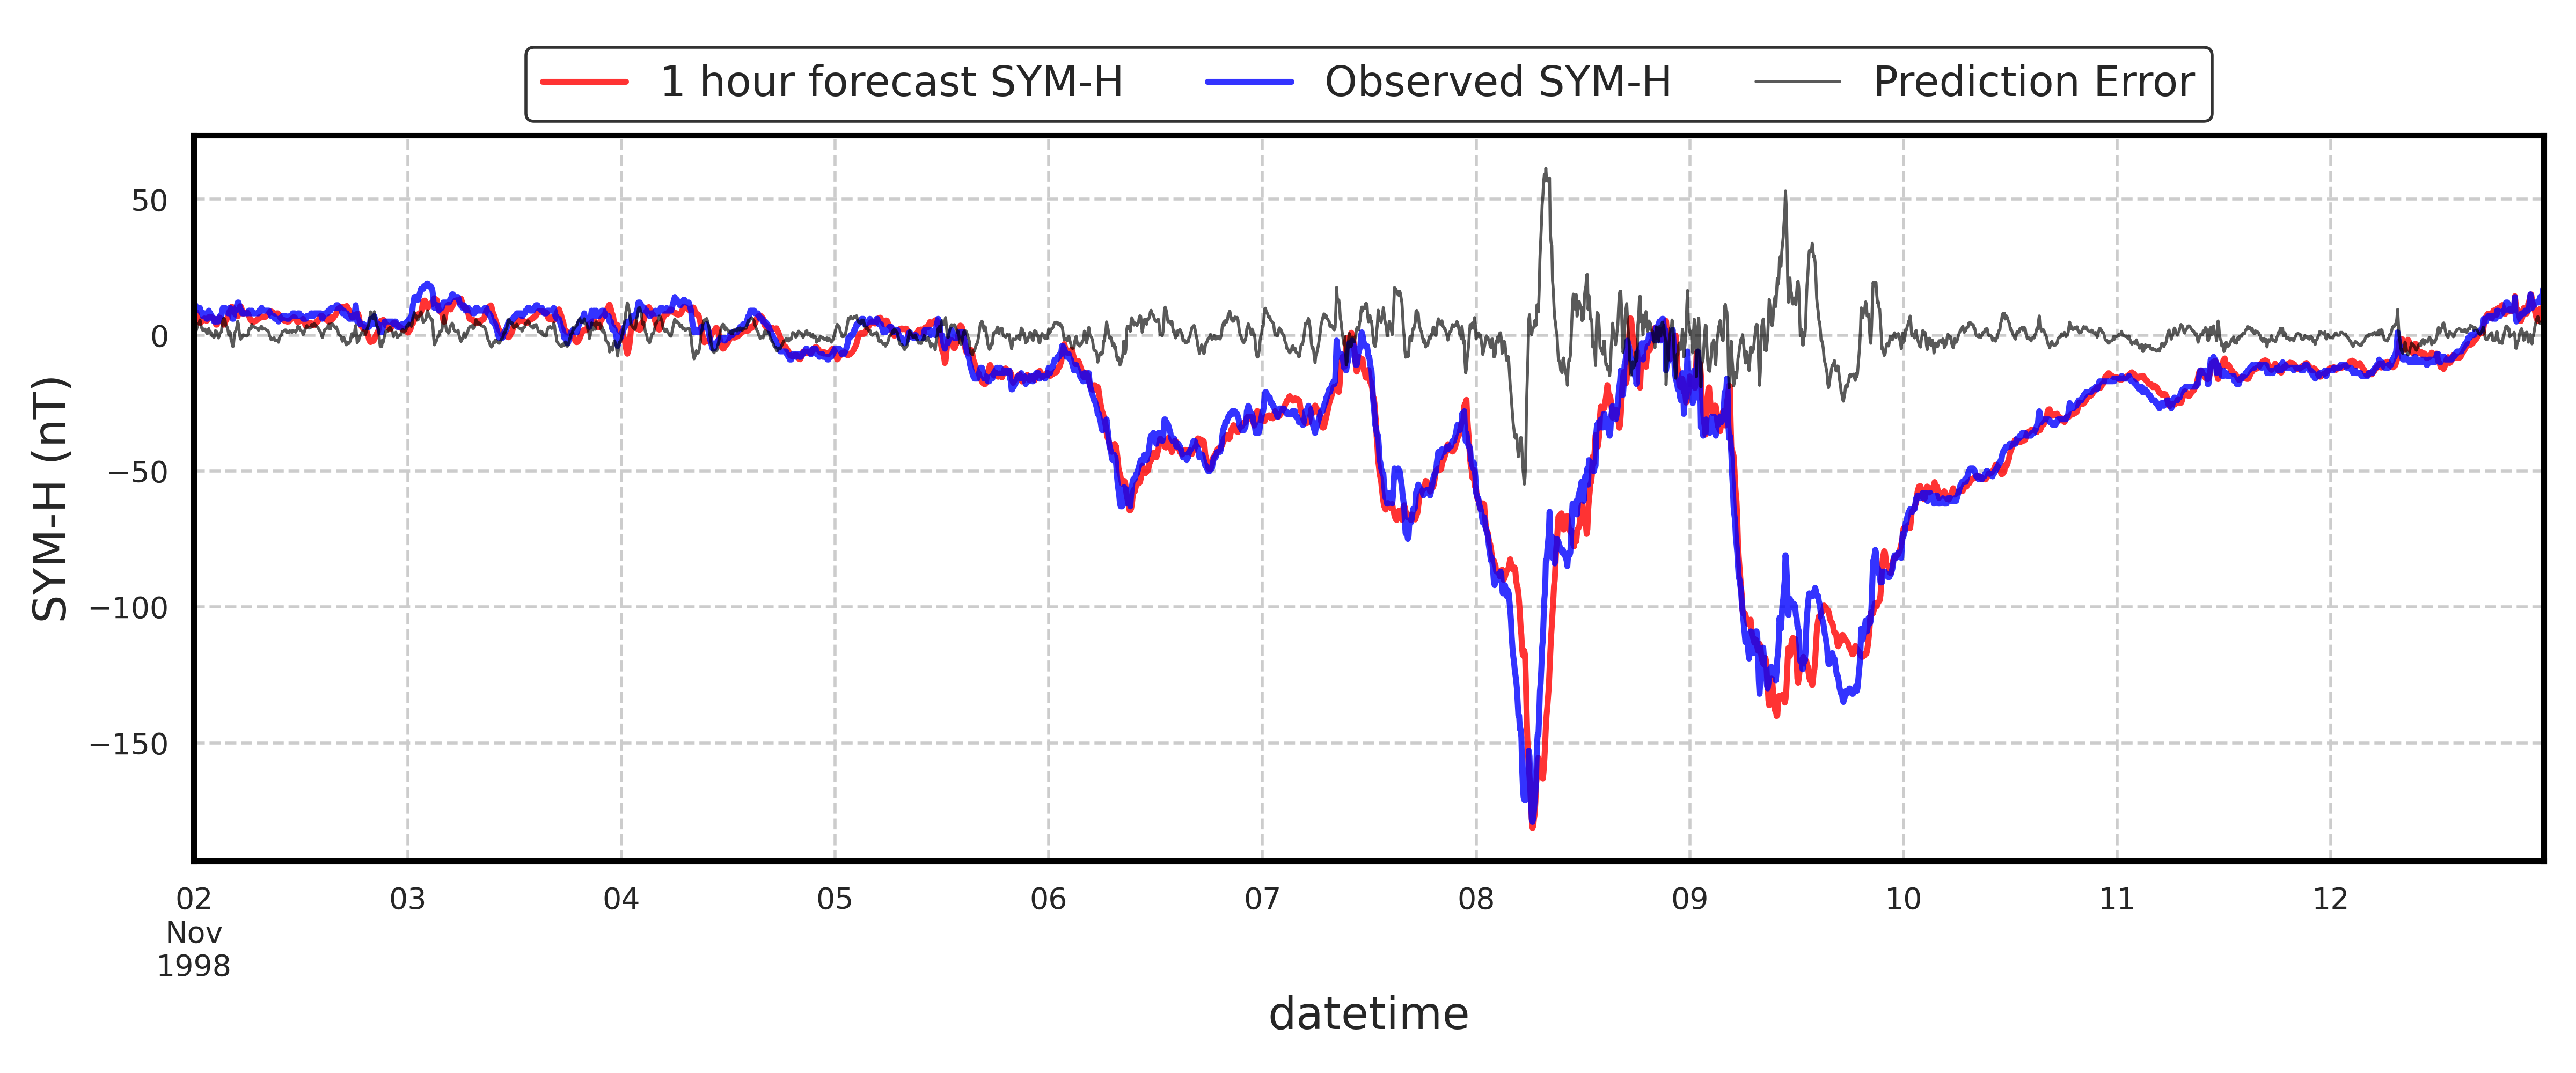 1 hour forecast SYM-H Observed SYM-H Prediction Error
50
0
−50
−100
−150
SYM-H (nT)
02 03 04 05 06 07 08 09 10 11 12
Nov
1998
datetime